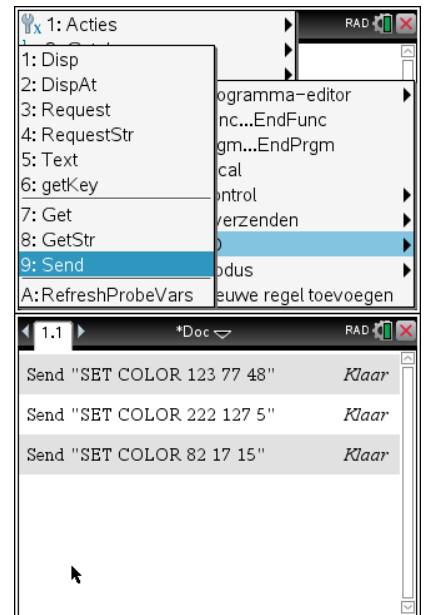 1: Acties
RAD
1: Disp
2: DispAt
3: Request
4: RequestStr
5: Text
6: getKey
7: Get
8: GetStr
9: Send
A: RefreshProbeVars
ogramma-editor
nc...EndFunc
gm...EndPrgm
cal
ontrol
verzenden
odus
euwe regel toevoegen
1.1
*Doc
RAD
Send "SET COLOR 123 77 48" Klaar
Send "SET COLOR 222 127 5" Klaar
Send "SET COLOR 82 17 15" Klaar